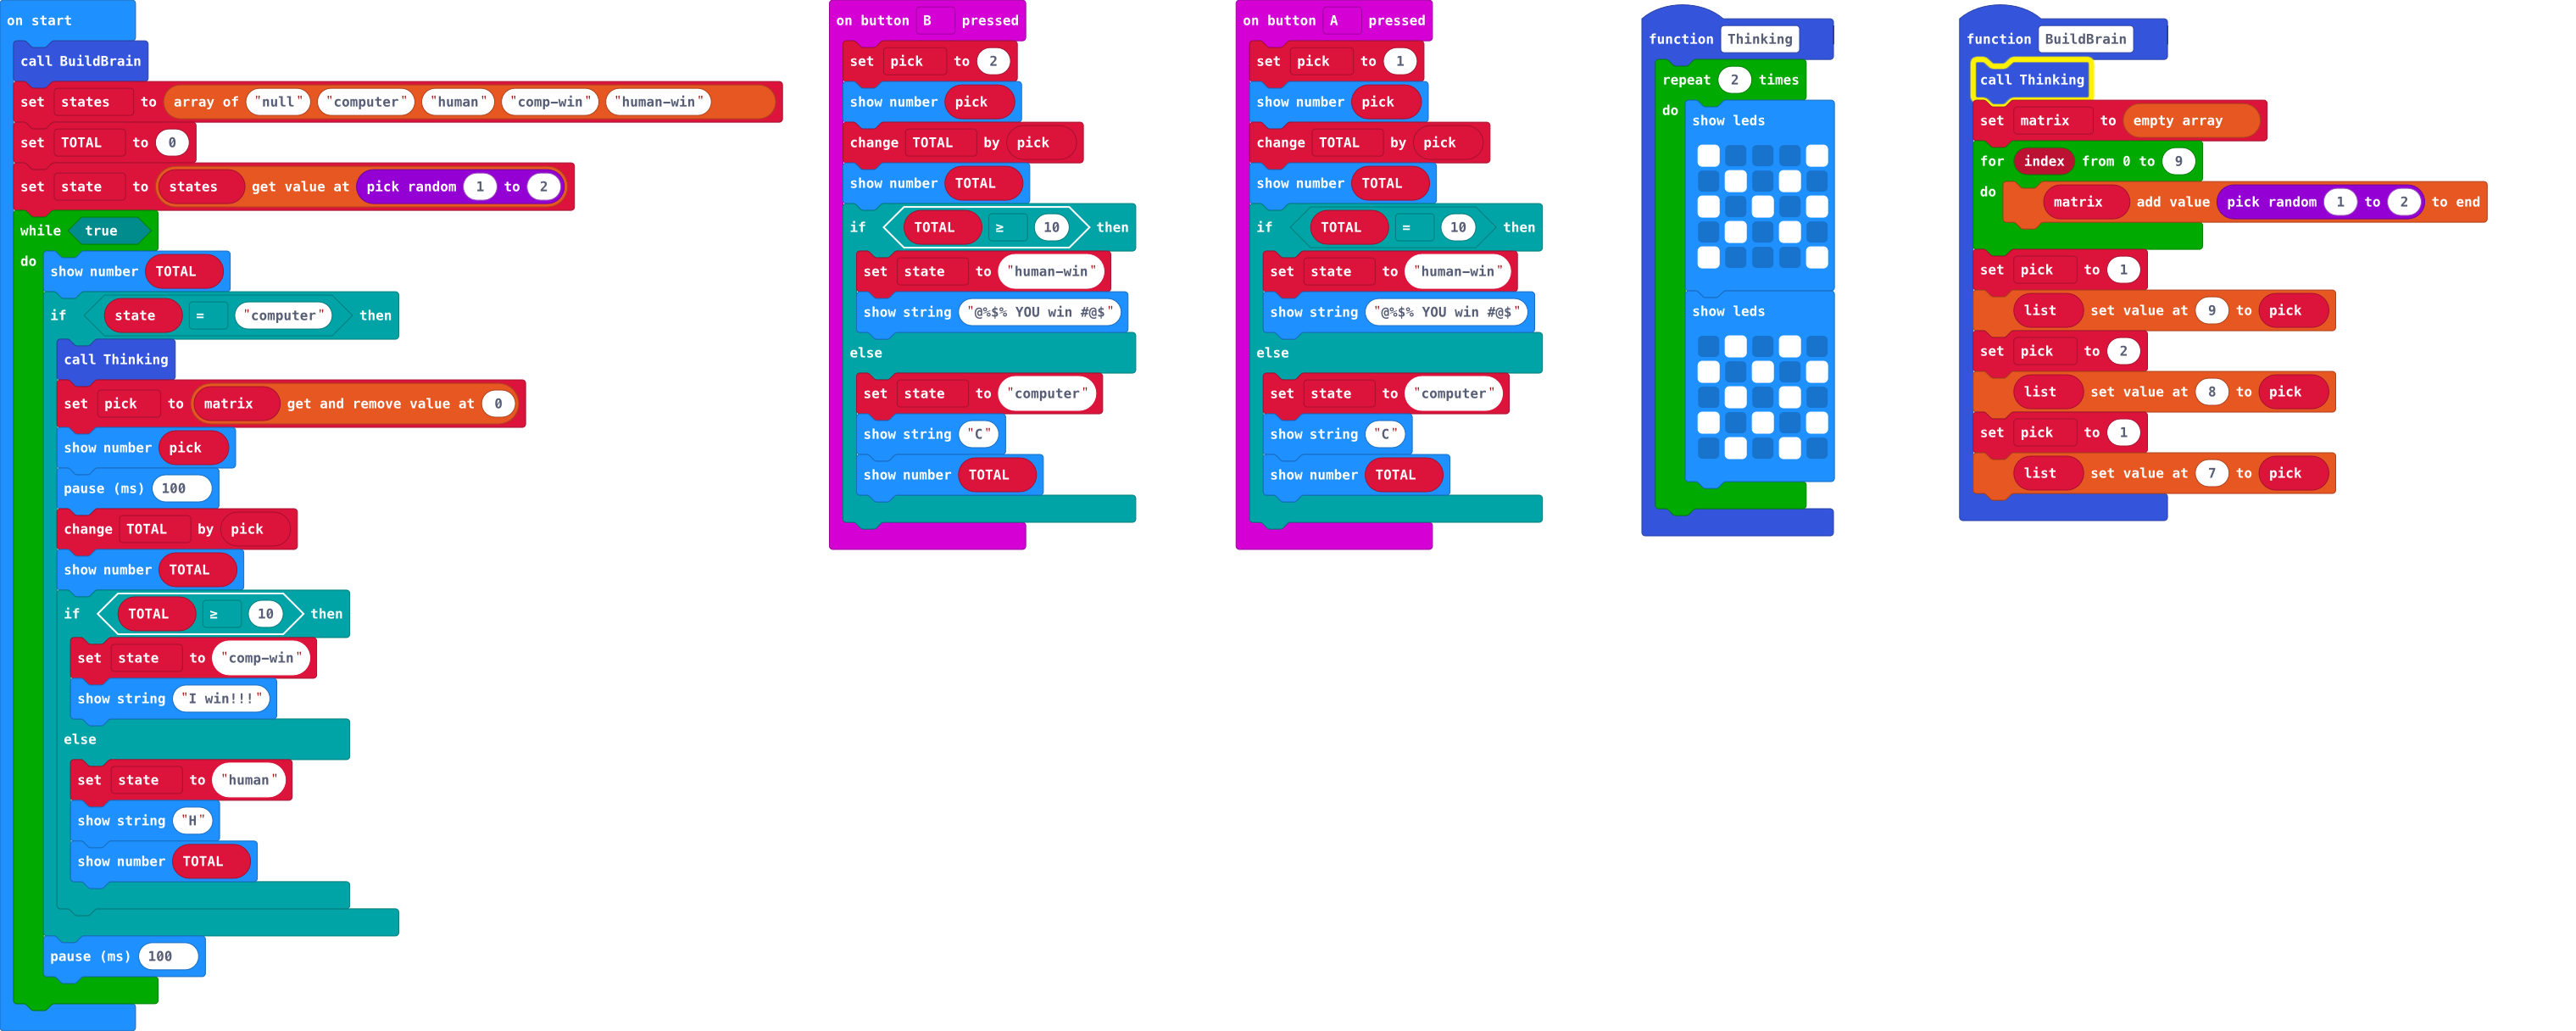 on start
call BuildBrain
set states to array of "null" "computer" "human" "comp-win" "human-win"
set TOTAL to 0
set state to states get value at pick random 1 to 2
while true
do
show number TOTAL
if state = "computer" then
call Thinking
set pick to matrix get and remove value at 0
show number pick
pause (ms) 100
change TOTAL by pick
show number TOTAL
if TOTAL ≥ 10 then
set state to "comp-win"
show string "I win!!!"
else
set state to "human"
show string "H"
show number TOTAL
pause (ms) 100
on button B pressed
set pick to 2
show number pick
change TOTAL by pick
show number TOTAL
if TOTAL ≥ 10 then
set state to "human-win"
show string "@%$% YOU win #@$"
else
set state to "computer"
show string "C"
show number TOTAL
on button A pressed
set pick to 1
show number pick
change TOTAL by pick
show number TOTAL
if TOTAL = 10 then
set state to "human-win"
show string "@%$% YOU win #@$"
else
set state to "computer"
show string "C"
show number TOTAL
function Thinking
repeat 2 times
do
show leds
show leds
function BuildBrain
call Thinking
set matrix to empty array
for index from 0 to 9
do
matrix add value pick random 1 to 2 to end
set pick to 1
list set value at 9 to pick
set pick to 2
list set value at 8 to pick
set pick to 1
list set value at 7 to pick